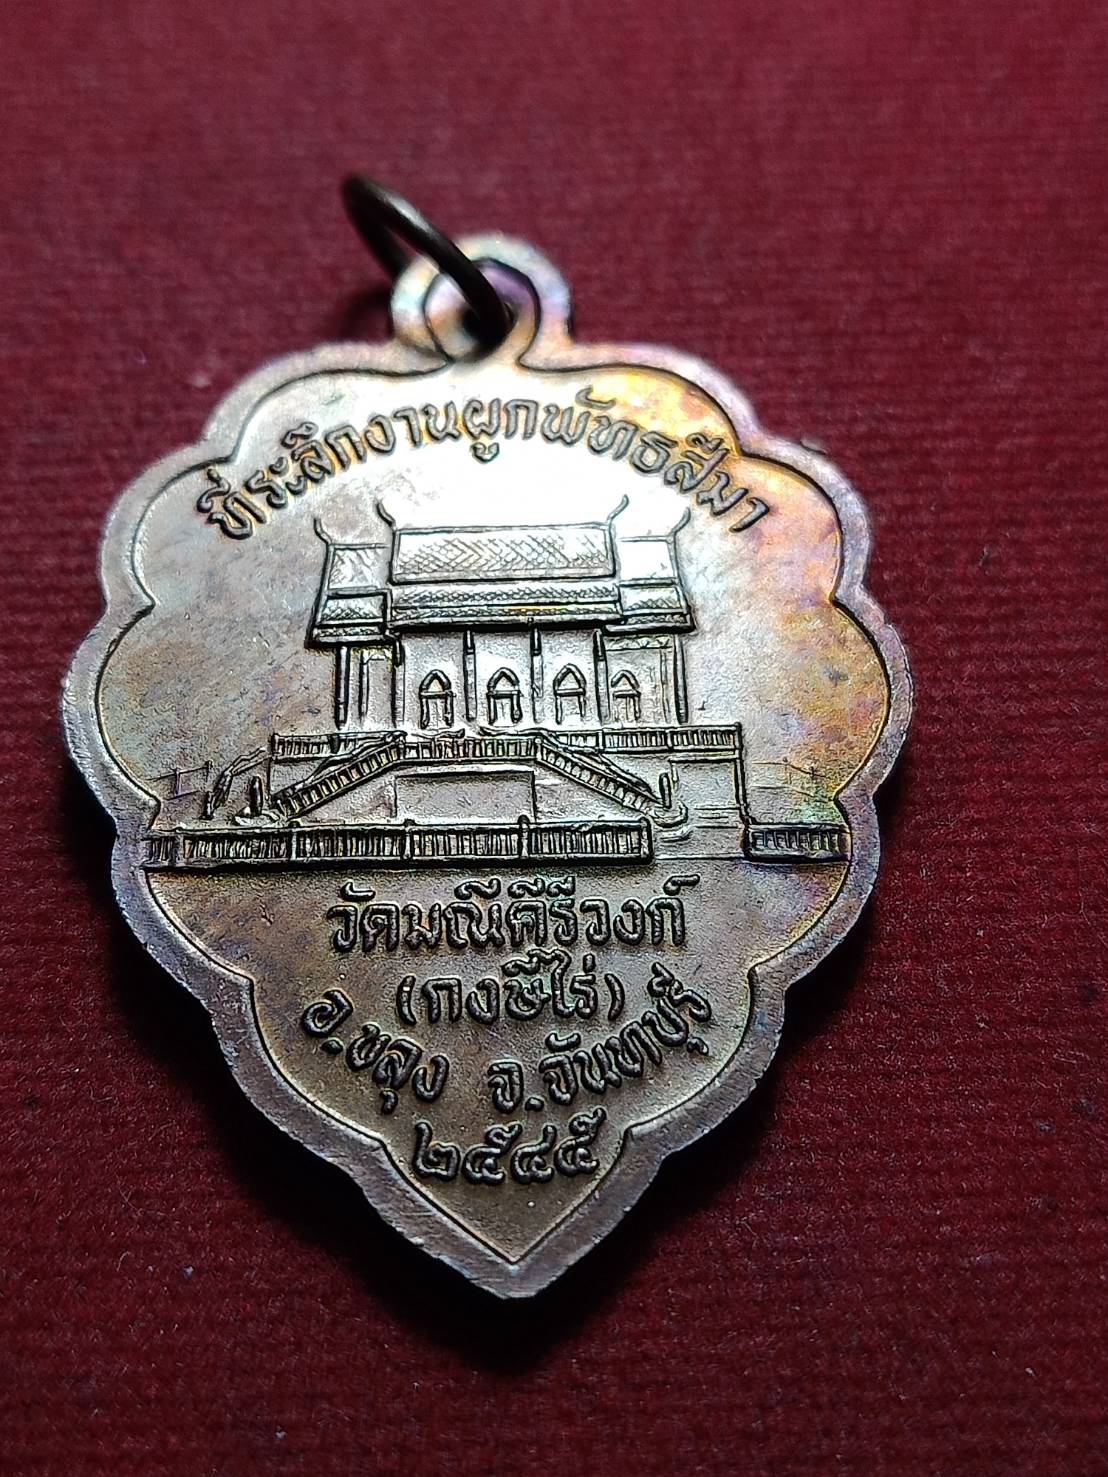 ที่ระลึกงานผูกพัทธสีมา
วัดมณีคีรีวงก์
(กงษีไร่)
อ.ขลุง จ.จันทบุรี
๒๕๔๕